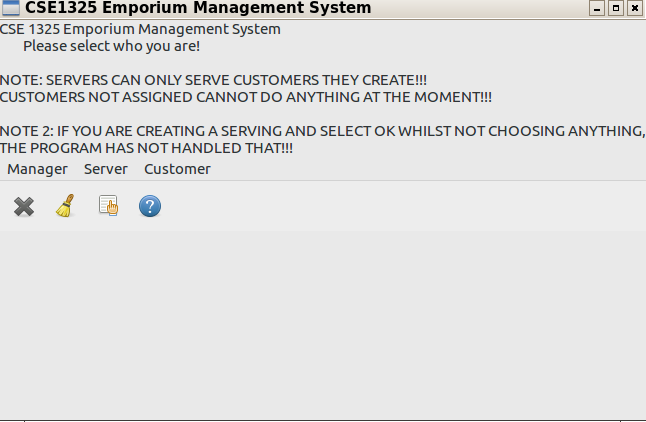 CSE1325 Emporium Management System
CSE 1325 Emporium Management System
Please select who you are!
NOTE: SERVERS CAN ONLY SERVE CUSTOMERS THEY CREATE!!!
CUSTOMERS NOT ASSIGNED CANNOT DO ANYTHING AT THE MOMENT!!!
NOTE 2: IF YOU ARE CREATING A SERVING AND SELECT OK WHILST NOT CHOOSING ANYTHING,
THE PROGRAM HAS NOT HANDLED THAT!!!
Manager Server Customer